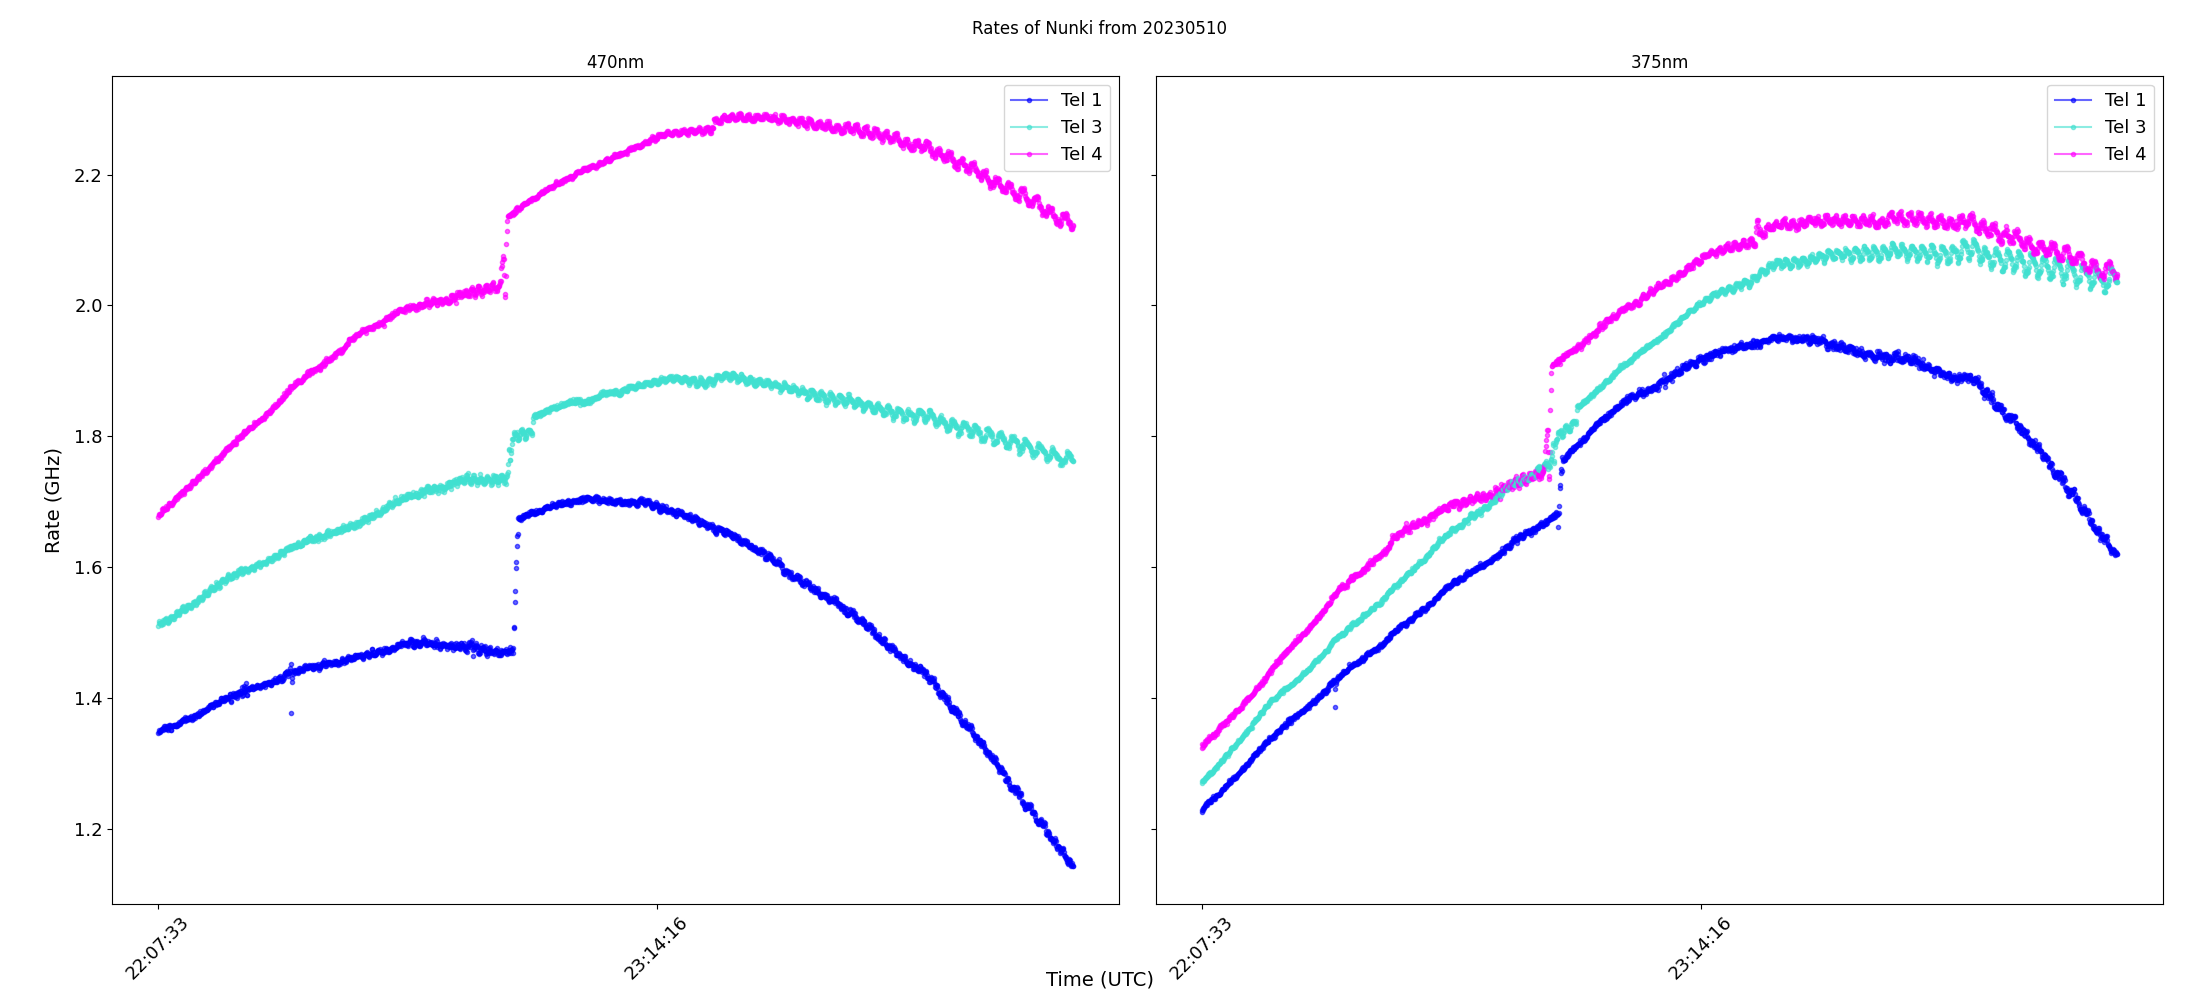 Rates of Nunki from 20230510
470nm
375nm
Tel 1
Tel 3
Tel 4
Tel 1
Tel 3
Tel 4
Rate (GHz)
2.2
2.0
1.8
1.6
1.4
1.2
22:07:33
23:14:16
22:07:33
23:14:16
Time (UTC)